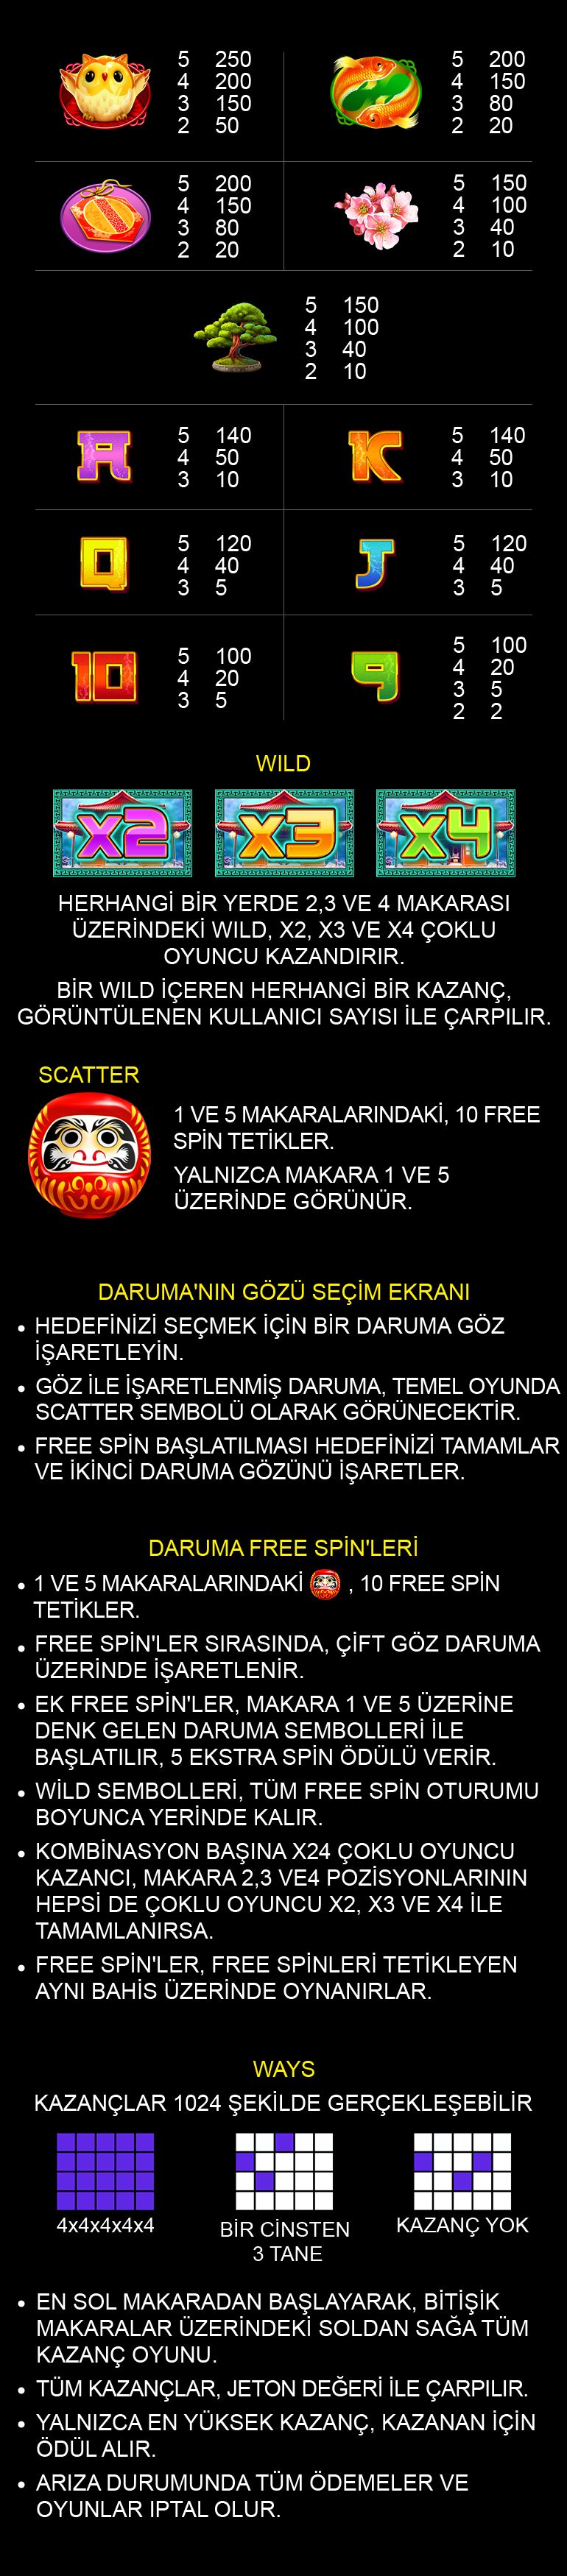 5 250
4 200
3 150
2 50
5 200
4 150
3 80
2 20
5 200
4 150
3 80
2 20
5 150
4 100
3 40
2 10
5 150
4 100
3 40
2 10
A
5 140
4 50
3 10
K
5 140
4 50
3 10
Q
5 120
4 40
3 5
J
5 120
4 40
3 5
10
5 100
4 20
3 5
9
5 100
4 20
3 5
2 2
WILD
X2 X3 X4
HERHANGİ BİR YERDE 2,3 VE 4 MAKARASI
ÜZERİNDEKİ WILD, X2, X3 VE X4 ÇOKLU
OYUNCU KAZANDIRIR.
BİR WILD İÇEREN HERHANGİ BİR KAZANÇ,
GÖRÜNTÜLENEN KULLANICI SAYISI İLE ÇARPILIR.
SCATTER
1 VE 5 MAKARALARINDAKİ, 10 FREE
SPİN TETİKLER.
YALNIZCA MAKARA 1 VE 5
ÜZERİNDE GÖRÜNÜR.
DARUMA'NIN GÖZÜ SEÇİM EKRANI
• HEDEFİNİZİ SEÇMEK İÇİN BİR DARUMA GÖZ
İŞARETLEYİN.
• GÖZ İLE İŞARETLENMİŞ DARUMA, TEMEL OYUNDA
SCATTER SEMBOLÜ OLARAK GÖRÜNECEKTİR.
• FREE SPİN BAŞLATILMASI HEDEFİNİZİ TAMAMLAR
VE İKİNCİ DARUMA GÖZÜNÜ İŞARETLER.
DARUMA FREE SPİN'LERİ
• 1 VE 5 MAKARALARINDAKİ , 10 FREE SPİN
TETİKLER.
• FREE SPİN'LER SIRASINDA, ÇİFT GÖZ DARUMA
ÜZERİNDE İŞARETLENİR.
• EK FREE SPİN'LER, MAKARA 1 VE 5 ÜZERİNE
DENK GELEN DARUMA SEMBOLLERİ İLE
BAŞLATILIR, 5 EKSTRA SPİN ÖDÜLÜ VERİR.
• WİLD SEMBOLLERİ, TÜM FREE SPİN OTURUMU
BOYUNCA YERİNDE KALIR.
• KOMBİNASYON BAŞINA X24 ÇOKLU OYUNCU
KAZANCI, MAKARA 2,3 VE4 POZİSYONLARININ
HEPSİ DE ÇOKLU OYUNCU X2, X3 VE X4 İLE
TAMAMLANIRSA.
• FREE SPİN'LER, FREE SPİNLERİ TETİKLEYEN
AYNI BAHİS ÜZERİNDE OYNANIRLAR.
WAYS
KAZANÇLAR 1024 ŞEKİLDE GERÇEKLEŞEBİLİR
4x4x4x4x4
BİR CİNSTEN
3 TANE
KAZANÇ YOK
• EN SOL MAKARADAN BAŞLAYARAK, BİTİŞİK
MAKARALAR ÜZERİNDEKİ SOLDAN SAĞA TÜM
KAZANÇ OYUNU.
• TÜM KAZANÇLAR, JETON DEĞERİ İLE ÇARPILIR.
• YALNIZCA EN YÜKSEK KAZANÇ, KAZANAN İÇİN
ÖDÜL ALIR.
• ARIZA DURUMUNDA TÜM ÖDEMELER VE
OYUNLAR IPTAL OLUR.